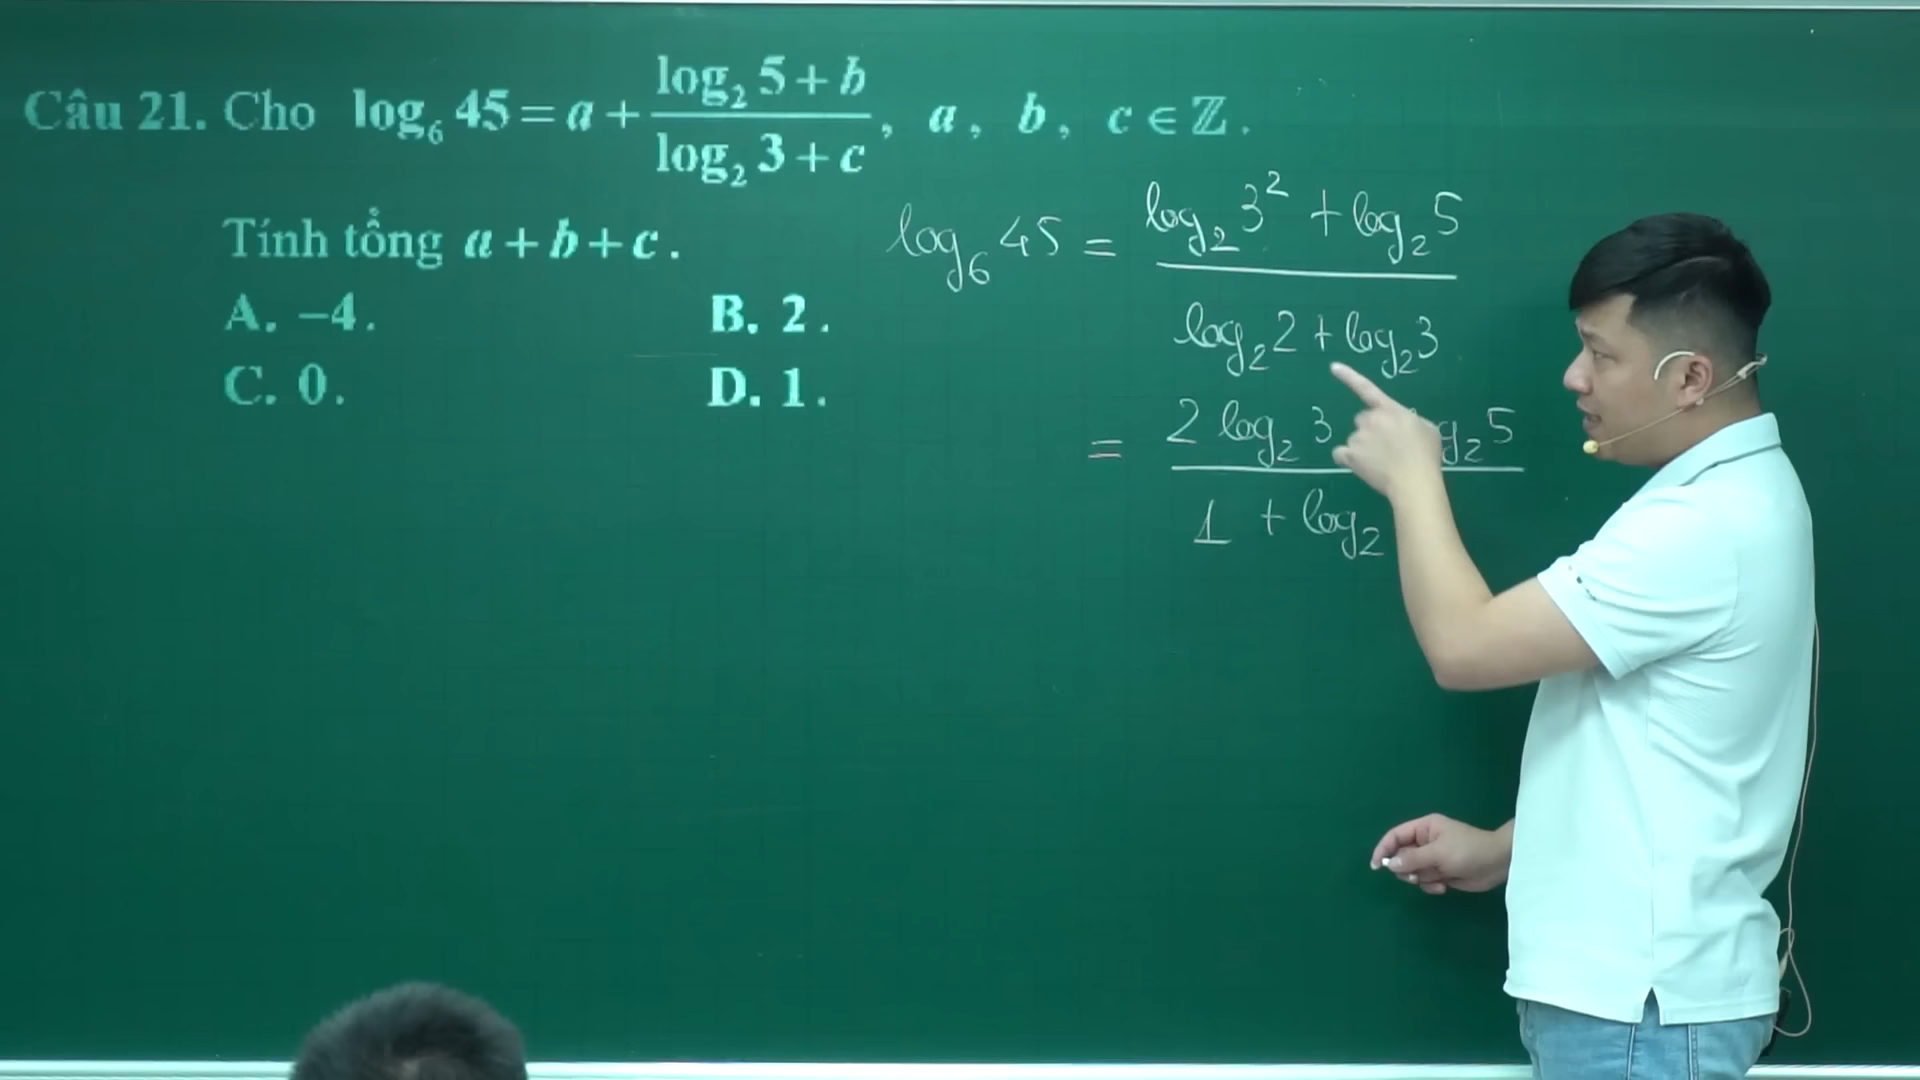 Câu 21. Cho log₆ 45 = a + (log₂ 5 + b)/(log₂ 3 + c), a, b, c ∈ ℤ.
Tính tổng a + b + c.
A. −4. B. 2.
C. 0. D. 1.
log₆ 45 = (log₂ 3² + log₂ 5)/(log₂ 2 + log₂ 3)
= (2 log₂ 3 log₂ 5)/(1 + log₂